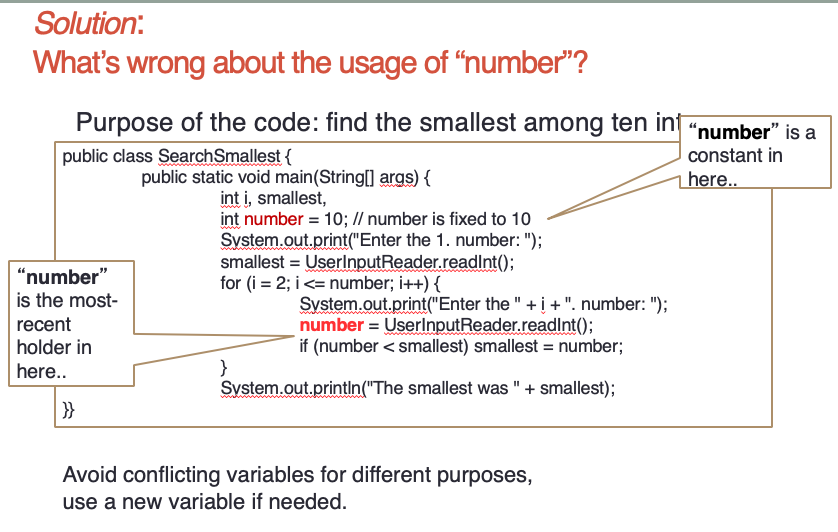 Solution:
What's wrong about the usage of “number”?
Purpose of the code: find the smallest among ten int
“number” is a
constant in
here..
public class SearchSmallest {
public static void main(String[] args) {
int i, smallest,
int number = 10; // number is fixed to 10
System.out.print("Enter the 1. number: ");
smallest = UserInputReader.readInt();
for (i = 2; i <= number; i++) {
System.out.print("Enter the " + i + ". number: ");
number = UserInputReader.readInt();
if (number < smallest) smallest = number;
}
System.out.println("The smallest was " + smallest);
}}
“number”
is the most-
recent
holder in
here..
Avoid conflicting variables for different purposes,
use a new variable if needed.